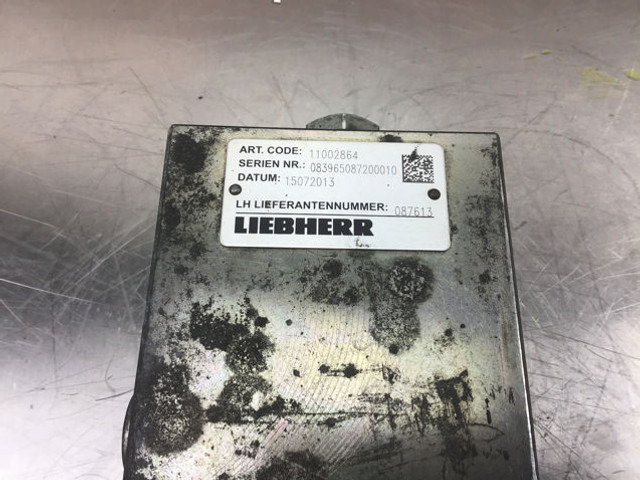 ART. CODE: 11002864
SERIEN NR.: 083965087200010
DATUM: 15072013
LH LIEFERANTENNUMMER: 087613
LIEBHERR